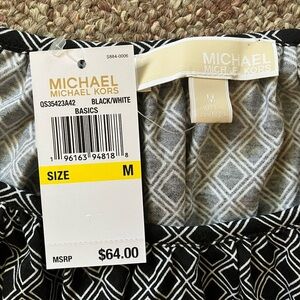 S884-0006
MICHAEL
MICHAEL KORS
OS35423A42 BLACK/WHITE
BASICS
1 96163 94818 8
SIZE M
MSRP $64.00
MICHAEL
MICHAEL KORS
M